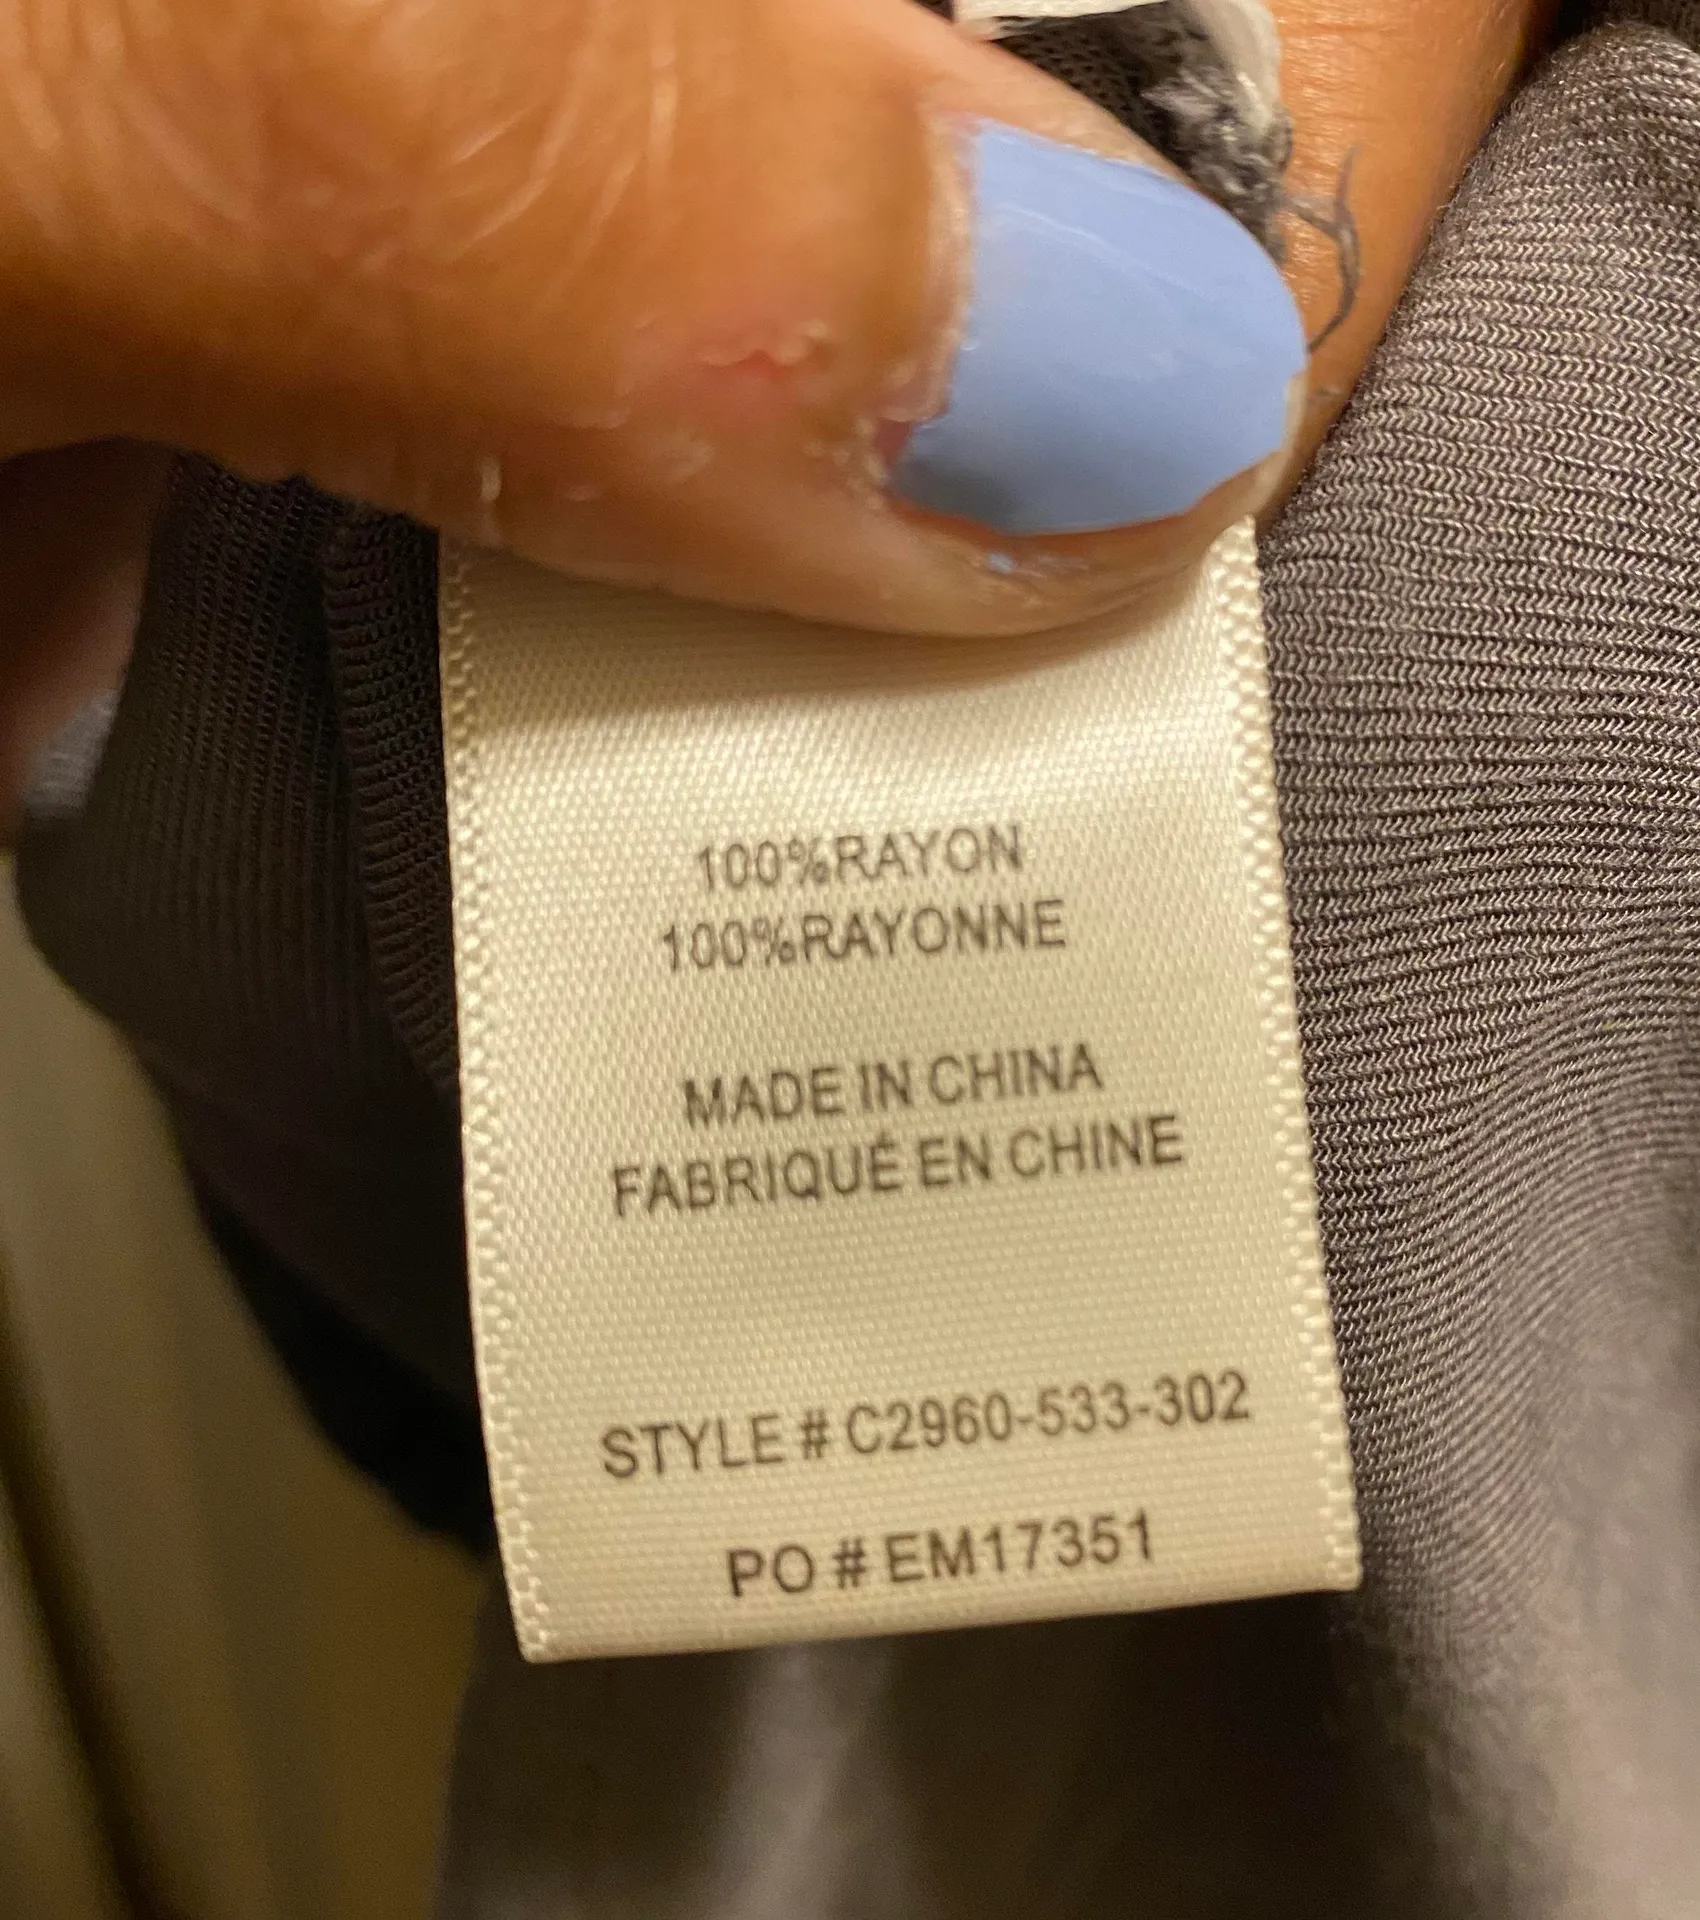 100%RAYON
100%RAYONNE
MADE IN CHINA
FABRIQUÉ EN CHINE
STYLE # C2960-533-302
PO # EM17351